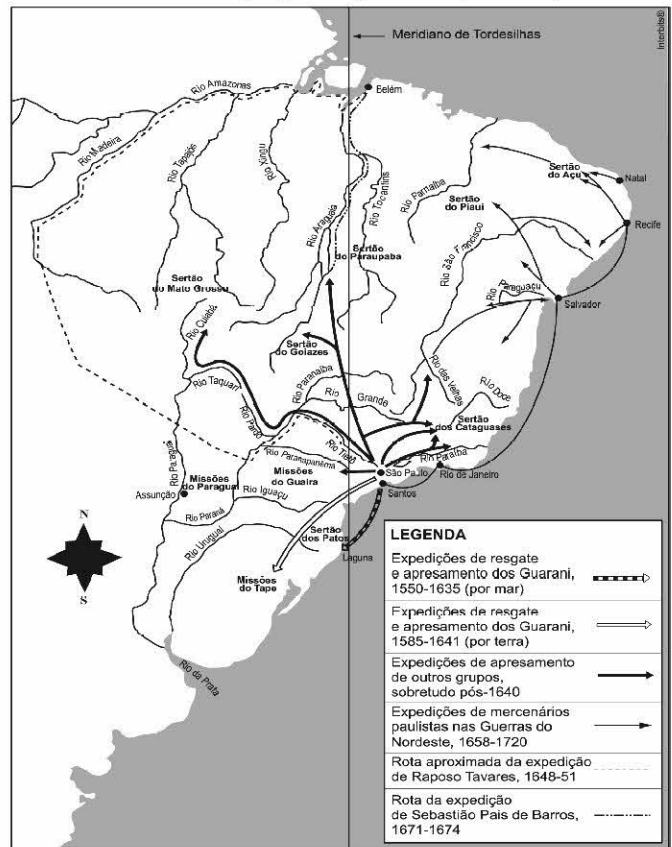 Meridiano de Tordesilhas
Interbits®
Rio Amazonas
Belém
Rio Madeira
Rio Tapajós
Rio Xingu
Rio Araguaia
Rio Tocantins
Rio Parnaíba
Sertão
do Açu
Natal
Sertão
do Piauí
Recife
Sertão
do Paraupaba
Rio São Francisco
Sertão
do Mato Grosso
Rio Paraguaçu
Salvador
Rio Cuiabá
Sertão
do Goiazes
Rio Taquari
Rio Paranaíba
Rio Grande
Rio das Velhas
Rio Doce
Rio Pardo
Sertão
dos Cataguases
Rio Tietê
Rio Paraguai
Rio Paranapanema
São Paulo
Rio Paraíba
Missões
do Paraguai
Missões
do Guaira
Rio de Janeiro
Santos
Assunção
Rio Iguaçu
Rio Paraná
Rio Uruguai
Sertão
dos Patos
Laguna
Missões
do Tape
N
S
Rio da Prata
LEGENDA
Expedições de resgate
e apresamento dos Guarani,
1550-1635 (por mar)
Expedições de resgate
e apresamento dos Guarani,
1585-1641 (por terra)
Expedições de apresamento
de outros grupos,
sobretudo pós-1640
Expedições de mercenários
paulistas nas Guerras do
Nordeste, 1658-1720
Rota aproximada da expedição
de Raposo Tavares, 1648-51
Rota da expedição
de Sebastião Pais de Barros,
1671-1674